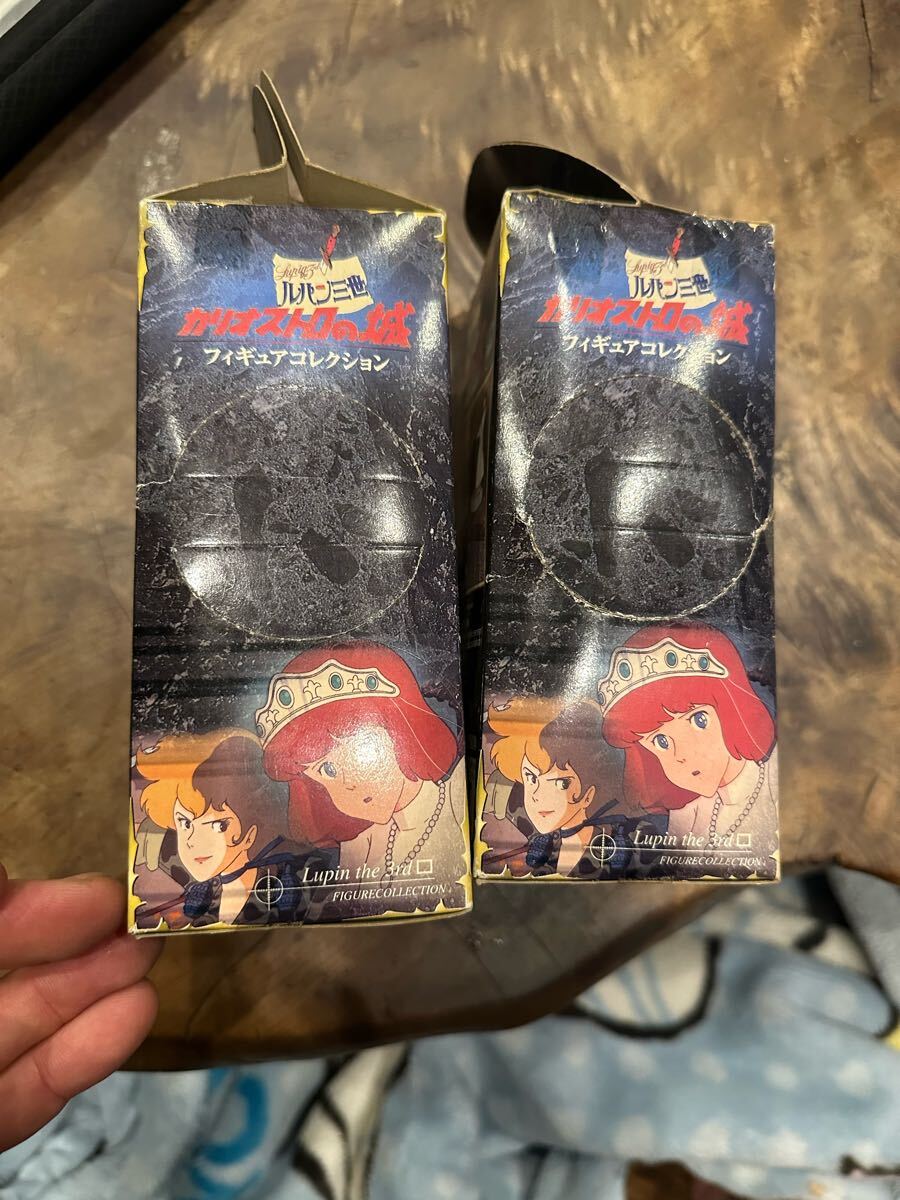 Lupin
ルパン三世
カリオストロの城
フィギュアコレクション
Lupin the 3rd
FIGURECOLLECTION
Lupin
ルパン三世
カリオストロの城
フィギュアコレクション
Lupin the 3rd
FIGURECOLLECTION